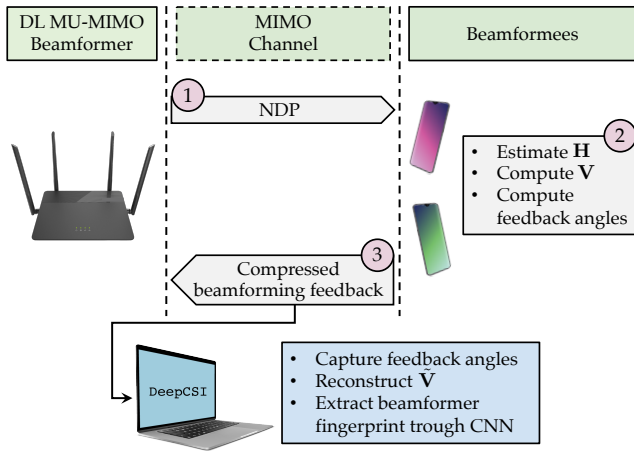 DL MU-MIMO
Beamformer
MIMO
Channel
Beamformees
1
NDP
2
• Estimate H
• Compute V
• Compute
feedback angles
3
Compressed
beamforming feedback
DeepCSI
• Capture feedback angles
• Reconstruct Ṽ
• Extract beamformer
fingerprint trough CNN